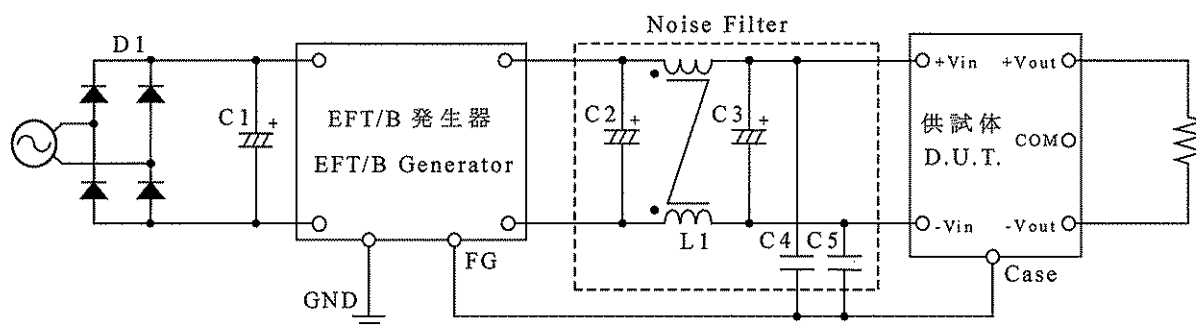 Noise Filter
D1
C1
+
EFT/B 発生器
EFT/B Generator
C2
+
C3
+
L1
C4
C5
+Vin
+Vout
供試体
D.U.T.
COM
-Vin
-Vout
FG
GND
Case